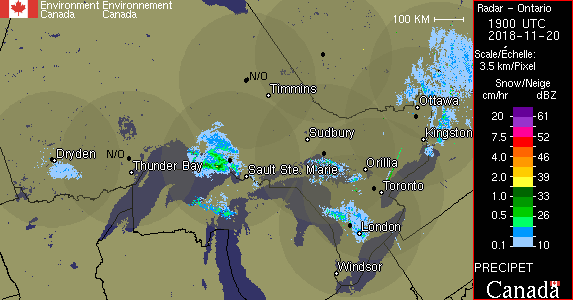 Environment Environnement
Canada Canada
100 KM
N/O
Timmins
Ottawa
Sudbury
Kingston
Dryden
N/O
Thunder Bay
Sault Ste. Marie
Orillia
Toronto
London
Windsor
Radar - Ontario
1900 UTC
2018-11-20
Scale/Échelle:
3.5 km/Pixel
Snow/Neige
cm/hr dBZ
20 61
7.5 52
4.0 46
2.0 39
1.0 33
0.5 26
0.1 10
PRECIPET
Canada